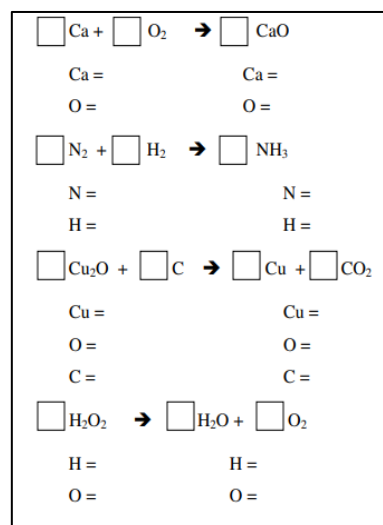 Ca + O₂ ➔ CaO
Ca = Ca =
O = O =
N₂ + H₂ ➔ NH₃
N = N =
H = H =
Cu₂O + C ➔ Cu + CO₂
Cu = Cu =
O = O =
C = C =
H₂O₂ ➔ H₂O + O₂
H = H =
O = O =